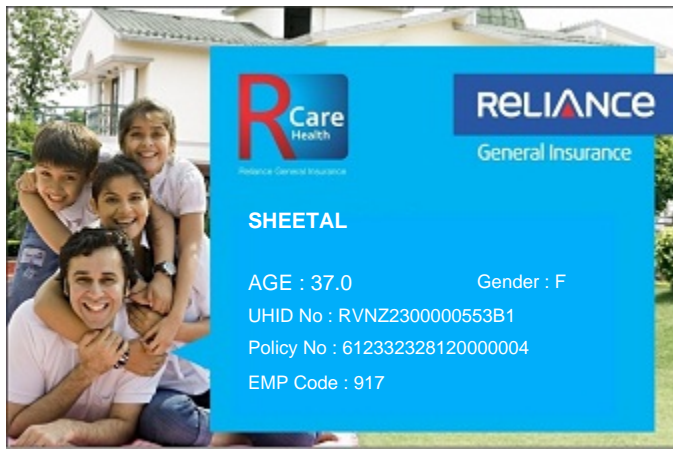 RCare
Health
Reliance General Insurance
RELIANCE
General Insurance
SHEETAL
AGE : 37.0 Gender : F
UHID No : RVNZ2300000553B1
Policy No : 612332328120000004
EMP Code : 917